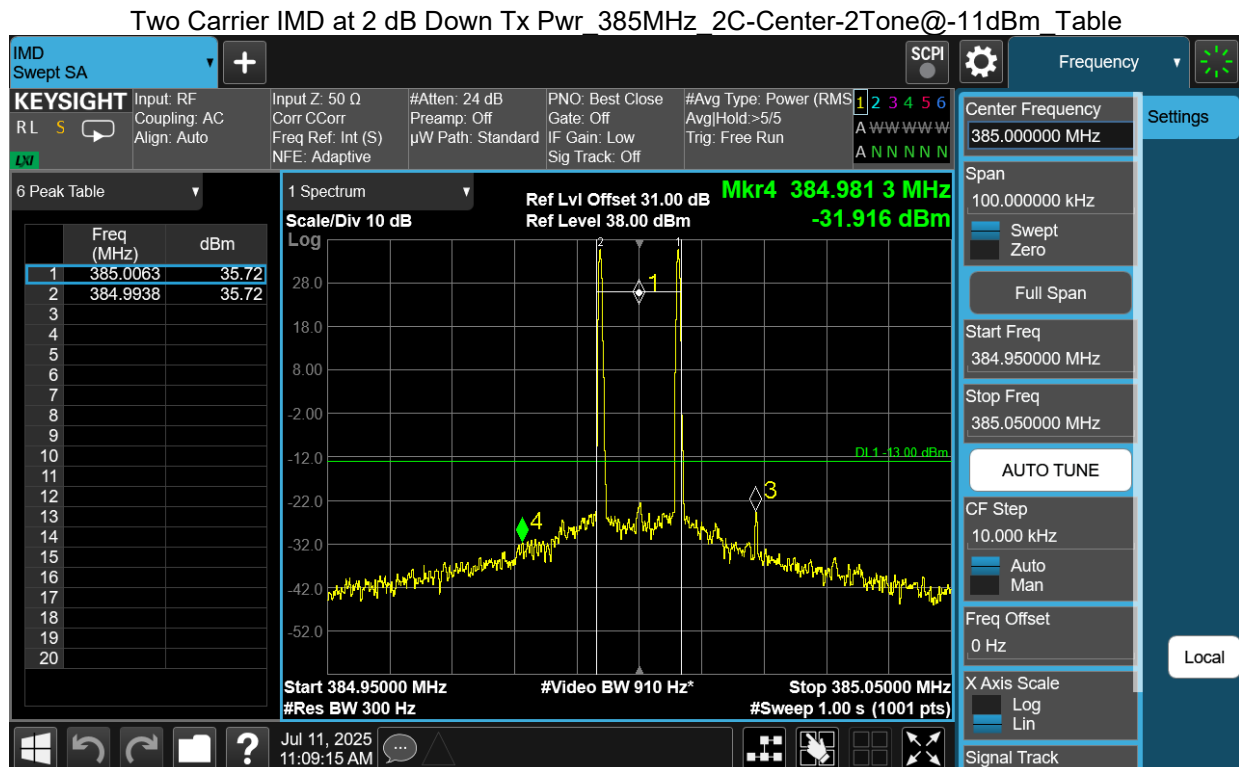 Two Carrier IMD at 2 dB Down Tx Pwr_385MHz_2C-Center-2Tone@-11dBm_Table
IMD
Swept SA
+
SCPI
Frequency
KEYSIGHT
R L S
LXI
Input: RF
Coupling: AC
Align: Auto
Input Z: 50 Ω
Corr CCorr
Freq Ref: Int (S)
NFE: Adaptive
#Atten: 24 dB
Preamp: Off
µW Path: Standard
PNO: Best Close
Gate: Off
IF Gain: Low
Sig Track: Off
#Avg Type: Power (RMS
Avg|Hold:>5/5
Trig: Free Run
1 2 3 4 5 6
A W W W W W
A N N N N N
Center Frequency
385.000000 MHz
Settings
6 Peak Table
Freq
(MHz)
dBm
1 385.0063 35.72
2 384.9938 35.72
3
4
5
6
7
8
9
10
11
12
13
14
15
16
17
18
19
20
1 Spectrum
Scale/Div 10 dB
Log
Ref Lvl Offset 31.00 dB
Ref Level 38.00 dBm
Mkr4 384.981 3 MHz
-31.916 dBm
2 1
28.0
1
18.0
8.00
-2.00
-12.0
DL1 -13.00 dBm
-22.0
3
4
-32.0
-42.0
-52.0
Start 384.95000 MHz
#Res BW 300 Hz
#Video BW 910 Hz*
Stop 385.05000 MHz
#Sweep 1.00 s (1001 pts)
Span
100.000000 kHz
Swept
Zero
Full Span
Start Freq
384.950000 MHz
Stop Freq
385.050000 MHz
AUTO TUNE
CF Step
10.000 kHz
Auto
Man
Freq Offset
0 Hz
Local
X Axis Scale
Log
Lin
Signal Track
?
Jul 11, 2025
11:09:15 AM